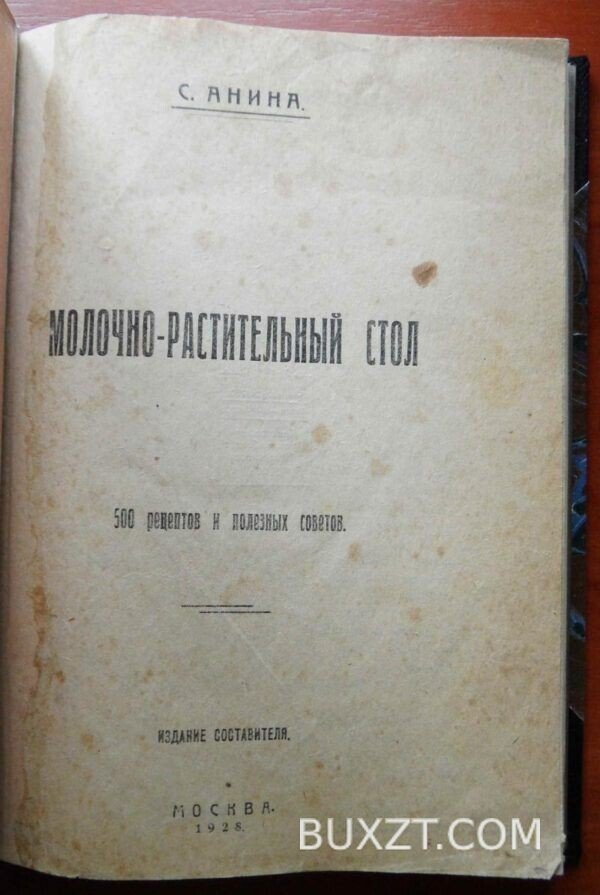 С. АНИНА.
МОЛОЧНО-РАСТИТЕЛЬНЫЙ СТОЛ
500 рецептов и полезных советов.
ИЗДАНИЕ СОСТАВИТЕЛЯ.
МОСКВА.
1928.
BUXZT.COM